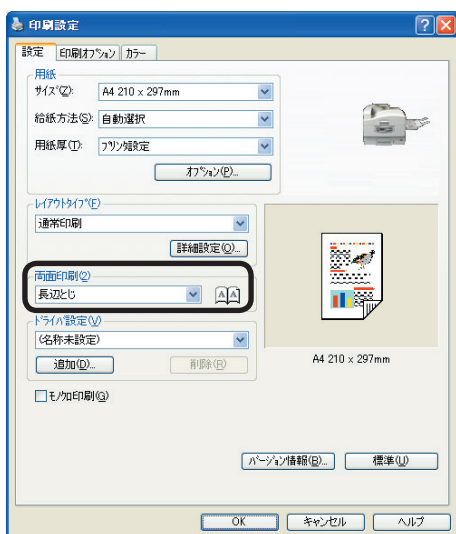 印刷設定
設定 印刷オプション カラー
用紙
サイズ(Z): A4 210 x 297mm
給紙方法(S): 自動選択
用紙厚(T): プリンタ設定
オプション(P)...
レイアウトタイプ(F)
通常印刷
詳細設定(O)...
両面印刷(2)
長辺とじ
A A
ドライバ設定(V)
(名称未設定)
追加(D)... 削除(R)
A4 210 x 297mm
モノクロ印刷(G)
バージョン情報(B)... 標準(U)
OK キャンセル ヘルプ